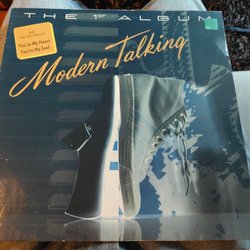 THE 1ST ALBUM
You're My Heart
You're My Soul
Modern Talking